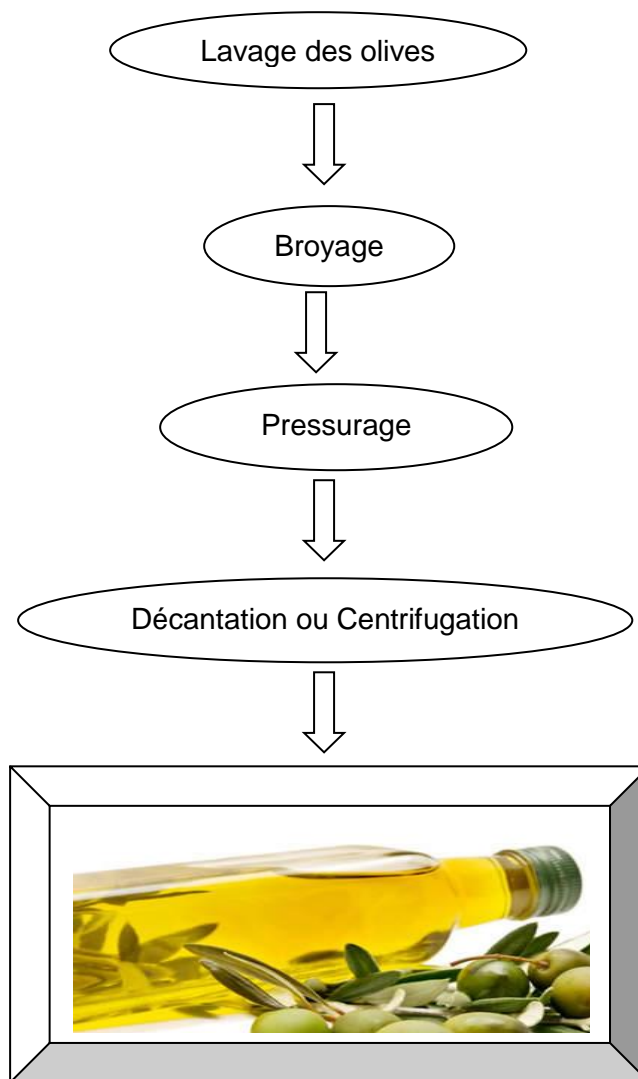 Lavage des olives
Broyage
Pressurage
Décantation ou Centrifugation